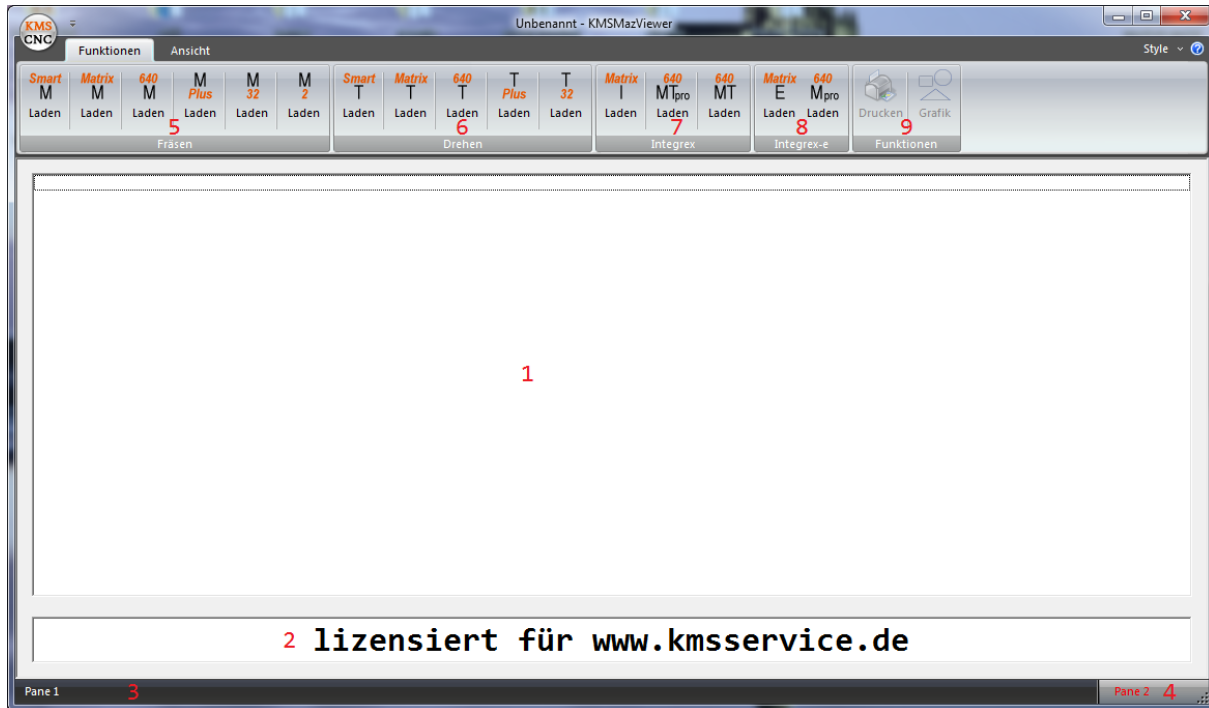 Unbenannt - KMSMazViewer
KMS
CNC
Funktionen Ansicht Style
Smart Matrix 640 M M M Smart Matrix 640 T T Matrix 640 640 Matrix 640
M M M Plus 32 2 T T T Plus 32 I MTpro MT E Mpro
Laden Laden Laden Laden Laden Laden Laden Laden Laden Laden Laden Laden Laden Laden Laden Laden Drucken Grafik
5 6 7 8 9
Fräsen Drehen Integrex Integrex-e Funktionen
1
2 lizensiert für www.kmsservice.de
Pane 1 3 Pane 2 4